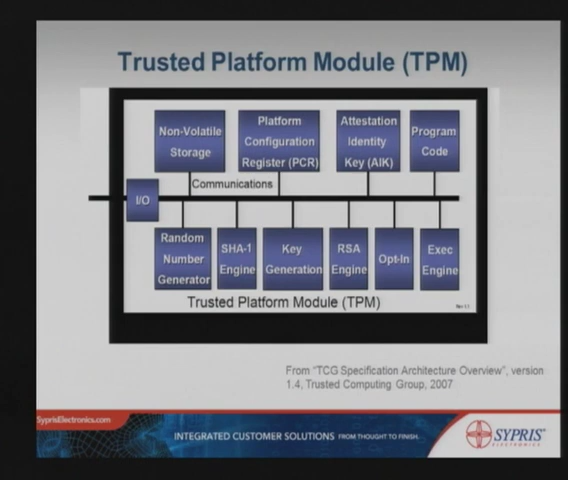 Trusted Platform Module (TPM)
Non-Volatile
Storage
Platform
Configuration
Register (PCR)
Attestation
Identity
Key (AIK)
Program
Code
Communications
I/O
Random
Number
Generator
SHA-1
Engine
Key
Generation
RSA
Engine
Opt-In
Exec
Engine
Trusted Platform Module (TPM)
From "TCG Specification Architecture Overview", version
1.4, Trusted Computing Group, 2007
SyprisElectronics.com
INTEGRATED CUSTOMER SOLUTIONS FROM THOUGHT TO FINISH.
SYPRIS
ELECTRONICS